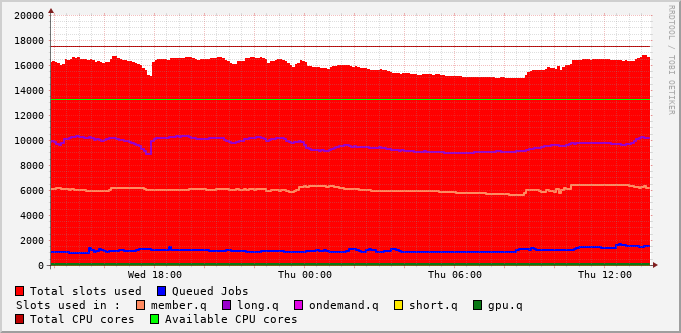 20000
18000
16000
14000
12000
10000
8000
6000
4000
2000
0
Wed 18:00 Thu 00:00 Thu 06:00 Thu 12:00
Total slots used Queued Jobs
Slots used in : member.q long.q ondemand.q short.q gpu.q
Total CPU cores Available CPU cores
RRDTOOL / TOBI OETIKER